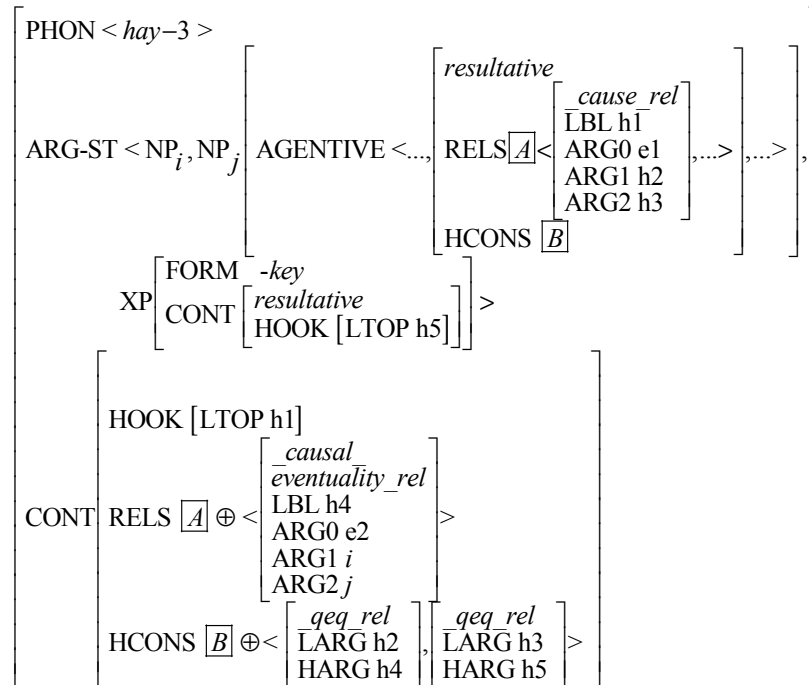 PHON < hay−3 >
ARG-ST < NP i , NP j AGENTIVE <..., resultative
RELS A < _cause_rel
LBL h1
ARG0 e1
ARG1 h2
ARG2 h3 ,...> ,...> ,
HCONS B
XP FORM -key
CONT resultative
HOOK [LTOP h5] >
HOOK [LTOP h1]
CONT RELS A ⊕ < _causal_
eventuality_rel
LBL h4
ARG0 e2
ARG1 i
ARG2 j >
HCONS B ⊕< _qeq_rel
LARG h2
HARG h4 , _qeq_rel
LARG h3
HARG h5 >